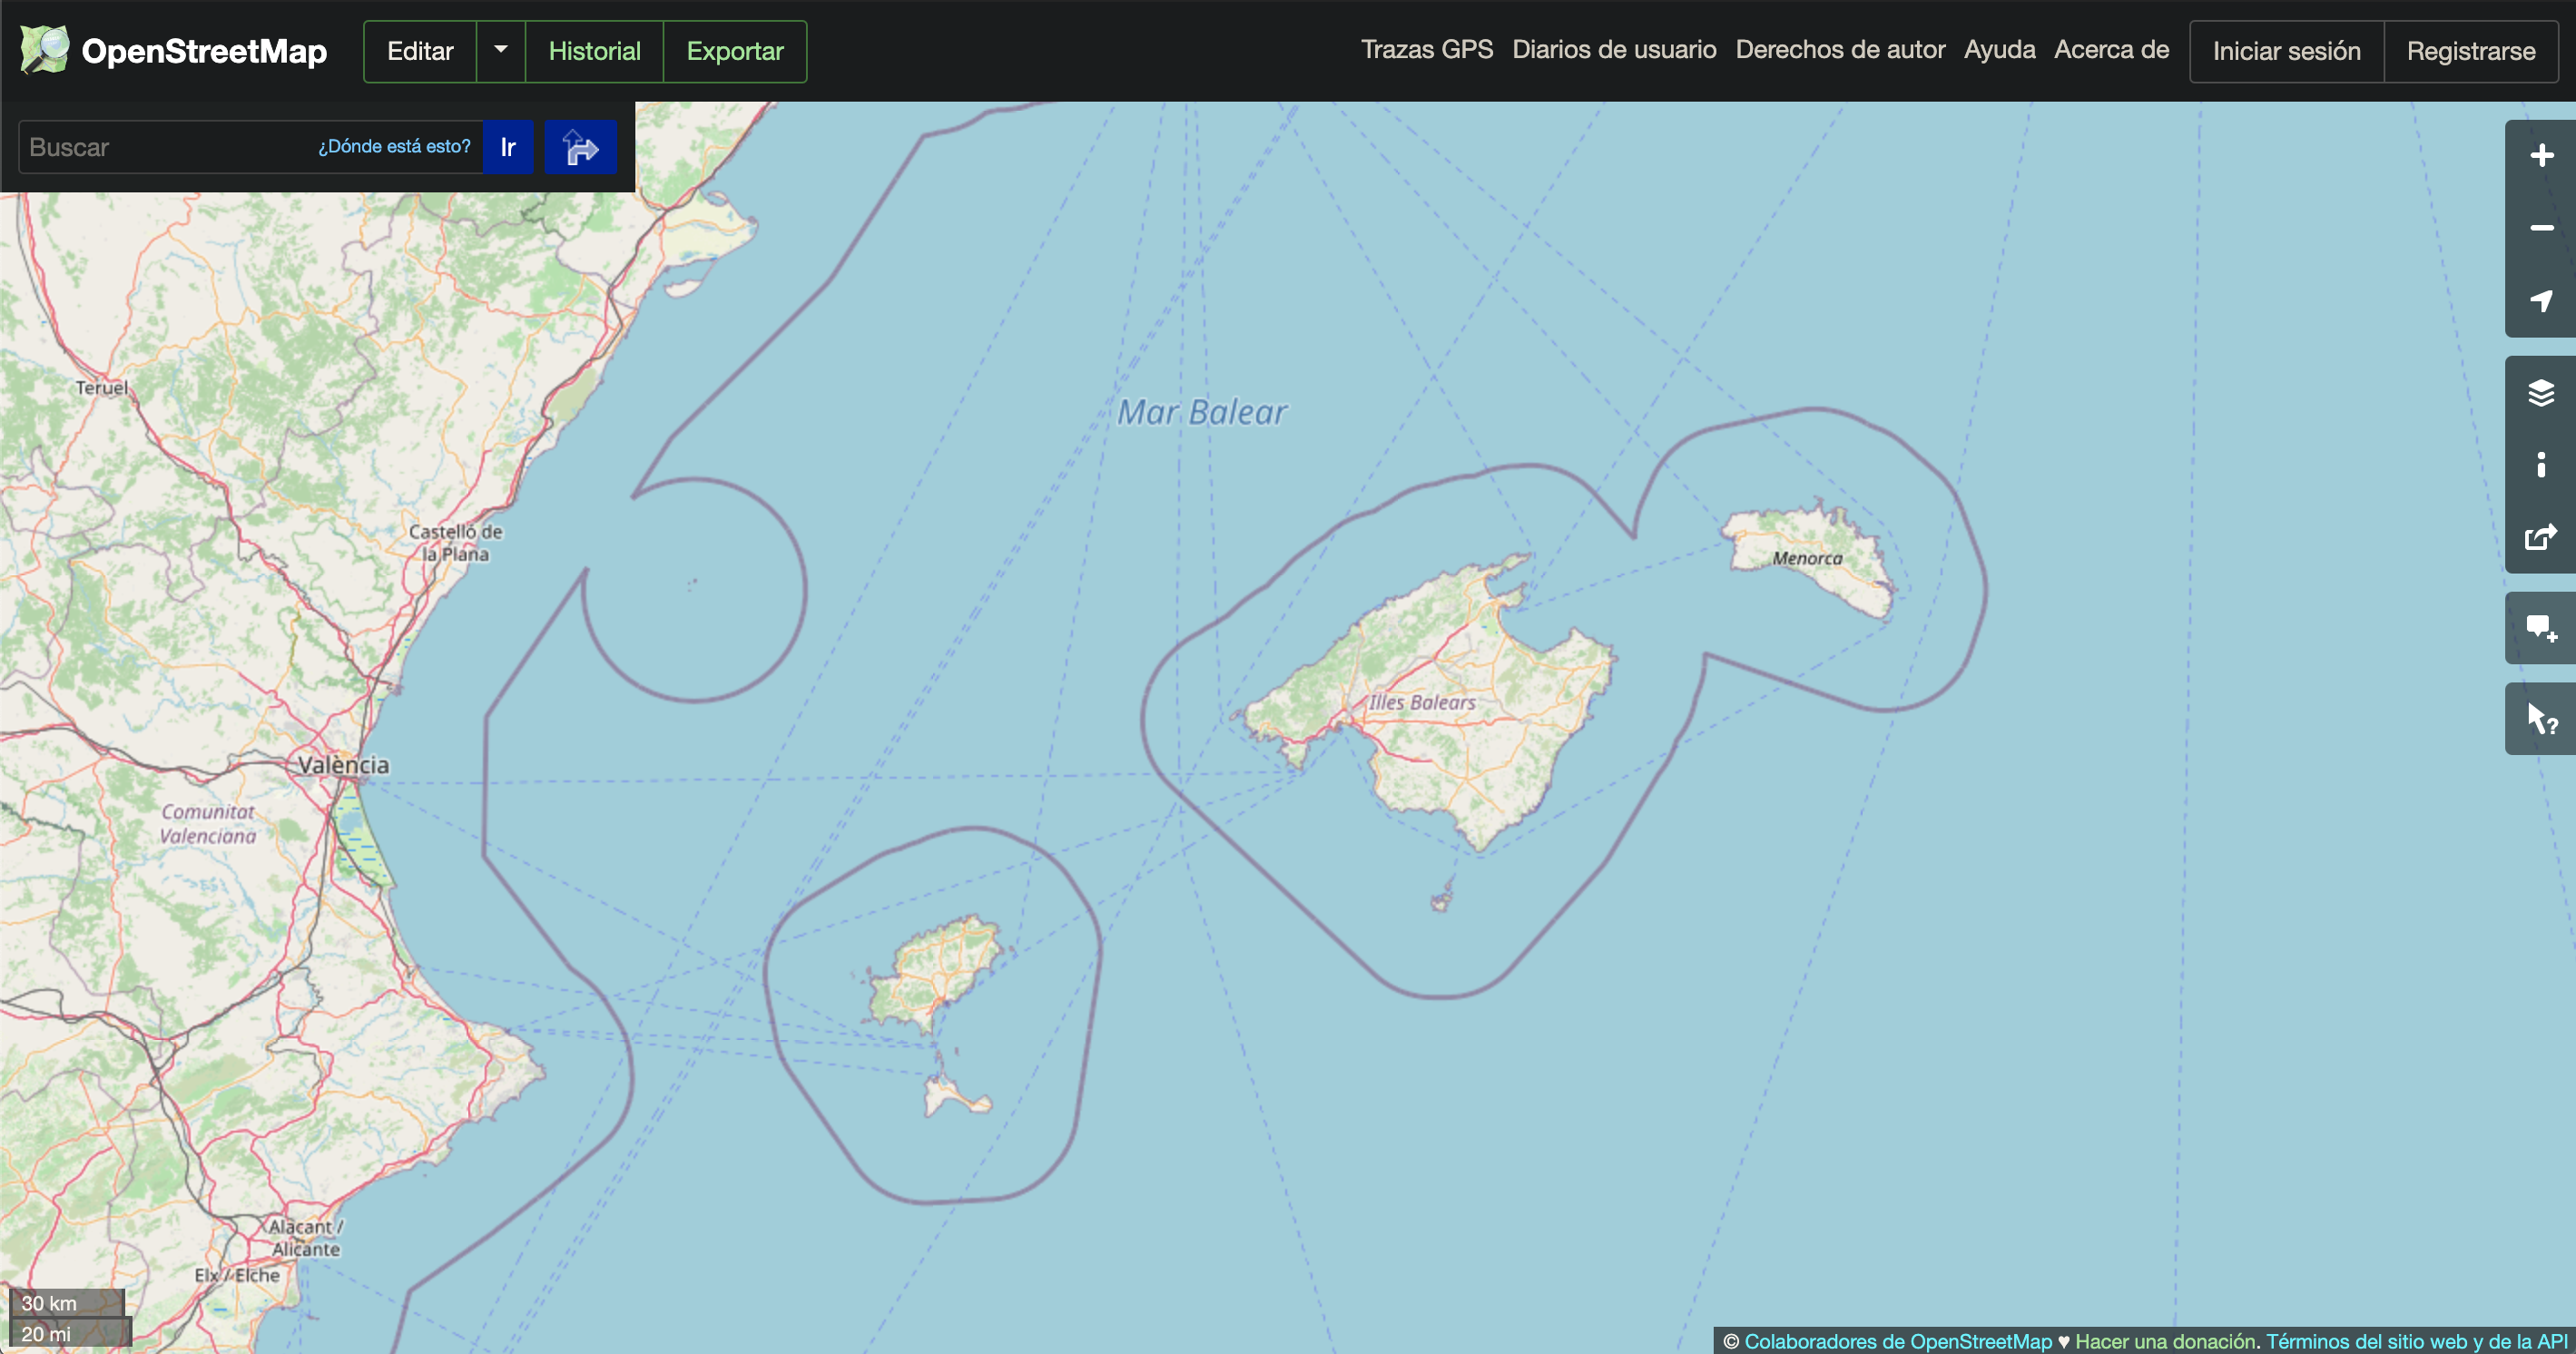 OpenStreetMap
Editar
Historial
Exportar
Trazas GPS
Diarios de usuario
Derechos de autor
Ayuda
Acerca de
Iniciar sesión
Registrarse
Buscar
¿Dónde está esto?
Ir
Teruel
Mar Balear
Castelló de
la Plana
Menorca
Illes Balears
València
Comunitat
Valenciana
Alacant /
Alicante
Elx / Elche
30 km
20 mi
© Colaboradores de OpenStreetMap ♥ Hacer una donación. Términos del sitio web y de la API